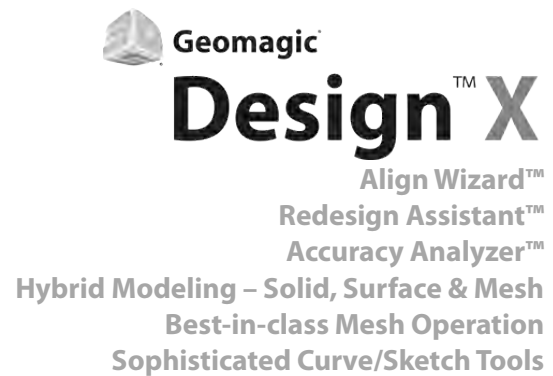 Geomagic
Design™ X
Align Wizard™
Redesign Assistant™
Accuracy Analyzer™
Hybrid Modeling – Solid, Surface & Mesh
Best-in-class Mesh Operation
Sophisticated Curve/Sketch Tools